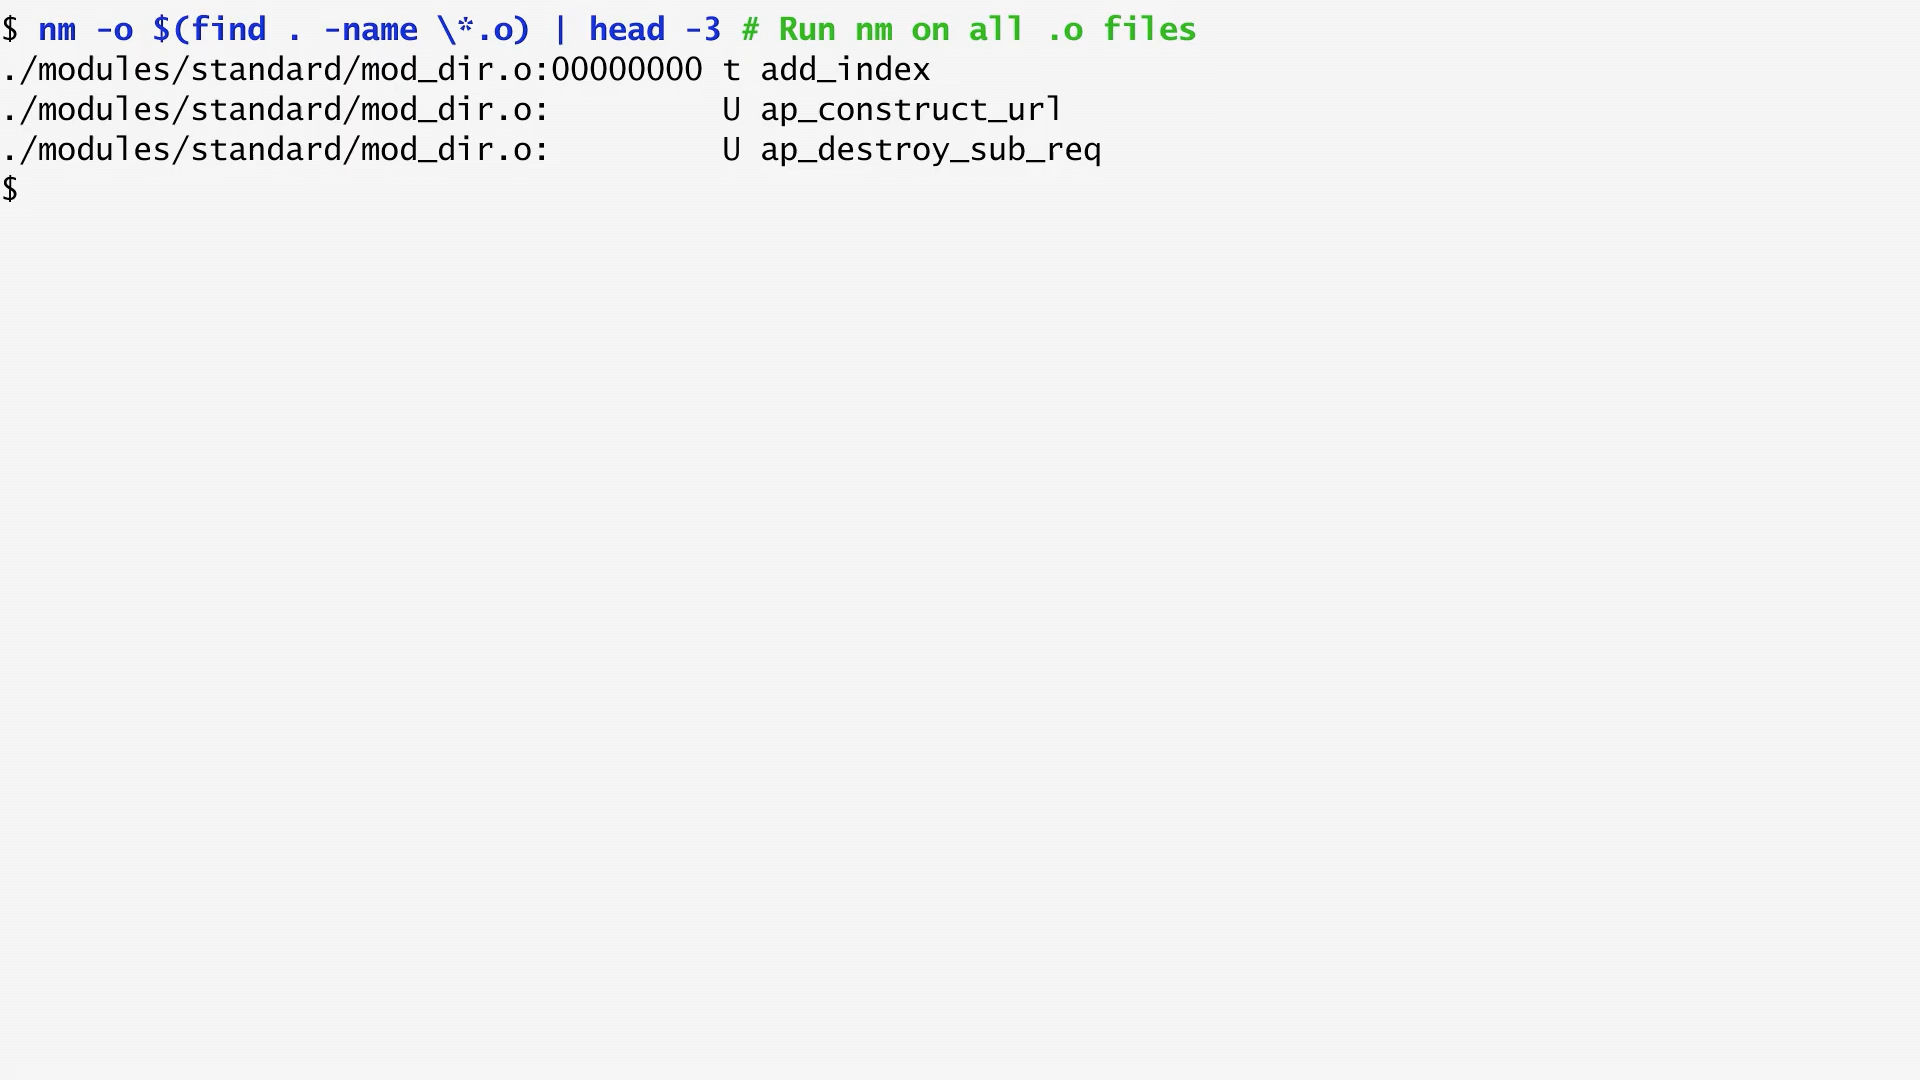 $ nm -o $(find . -name \*.o) | head -3 # Run nm on all .o files
./modules/standard/mod_dir.o:00000000 t add_index
./modules/standard/mod_dir.o:         U ap_construct_url
./modules/standard/mod_dir.o:         U ap_destroy_sub_req
$